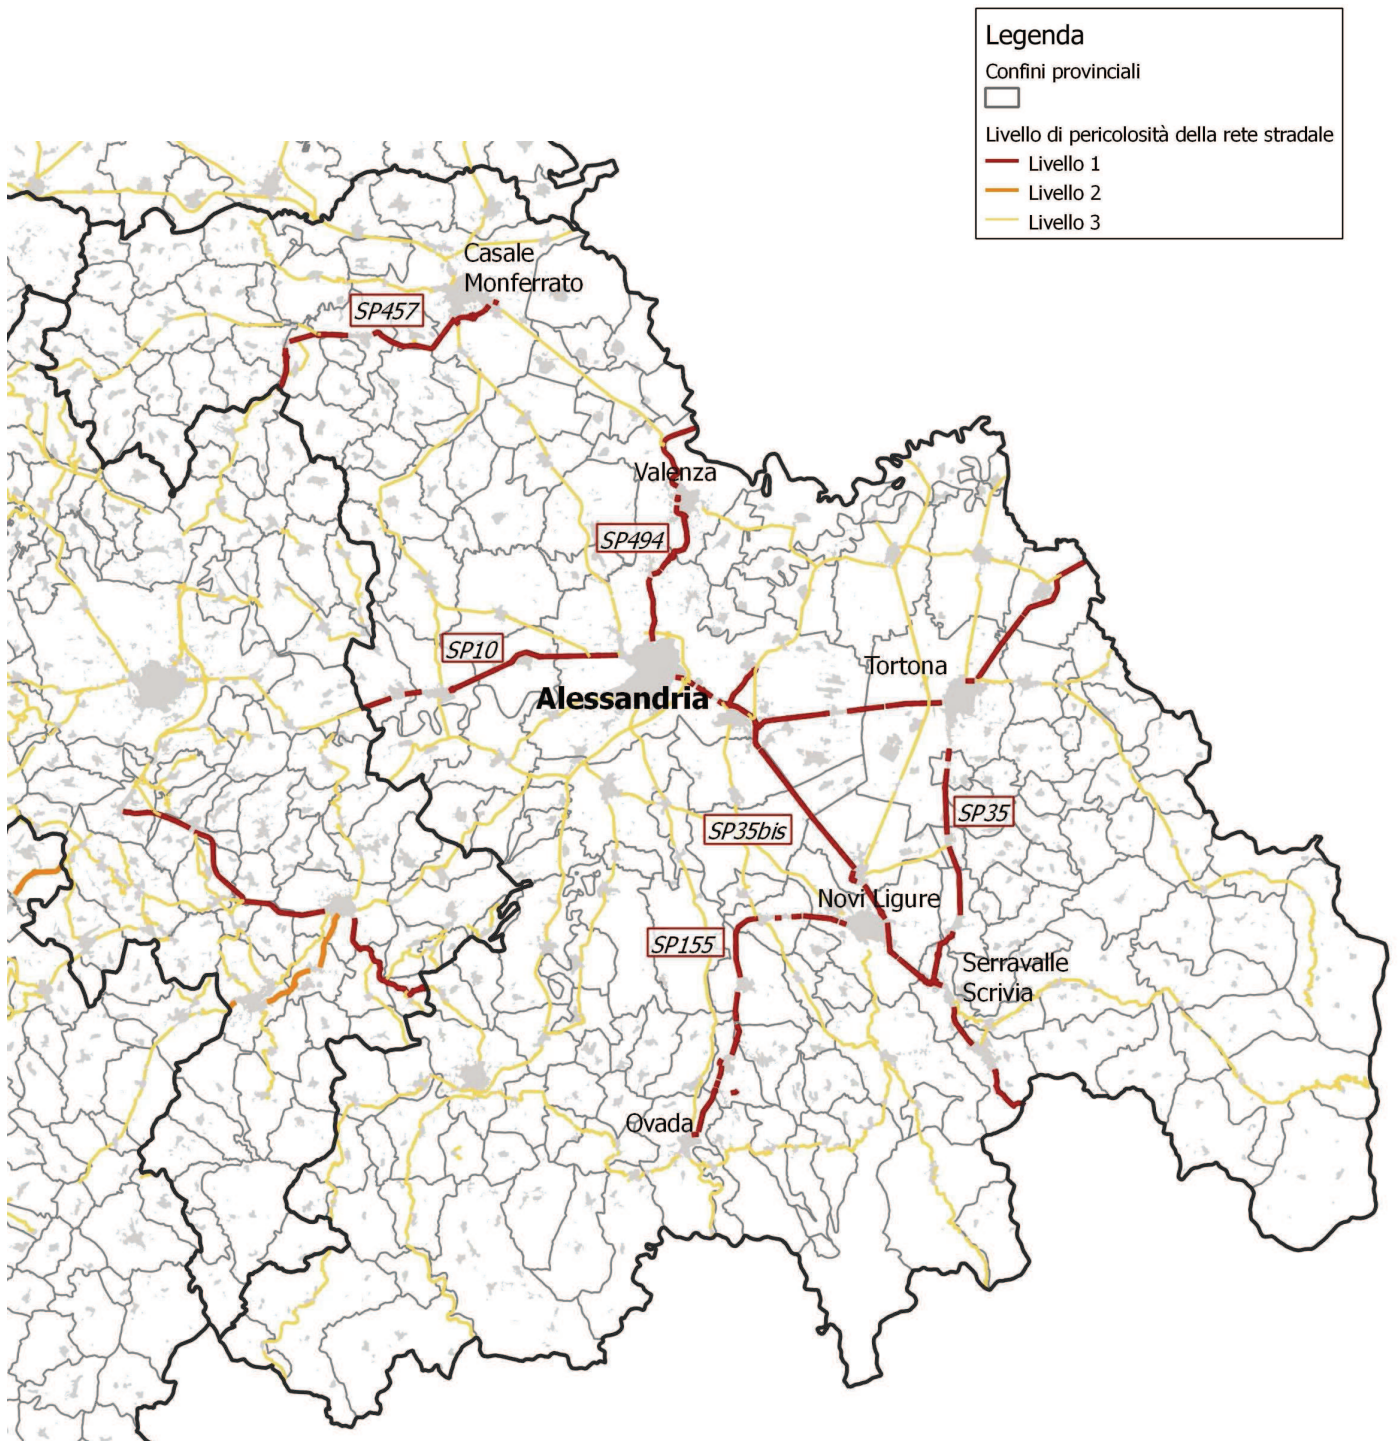 Legenda
Confini provinciali
Livello di pericolosità della rete stradale
Livello 1
Livello 2
Livello 3
Casale
Monferrato
SP457
Valenza
SP494
SP10
Tortona
Alessandria
SP35
SP35bis
Novi Ligure
SP155
Serravalle
Scrivia
Ovada